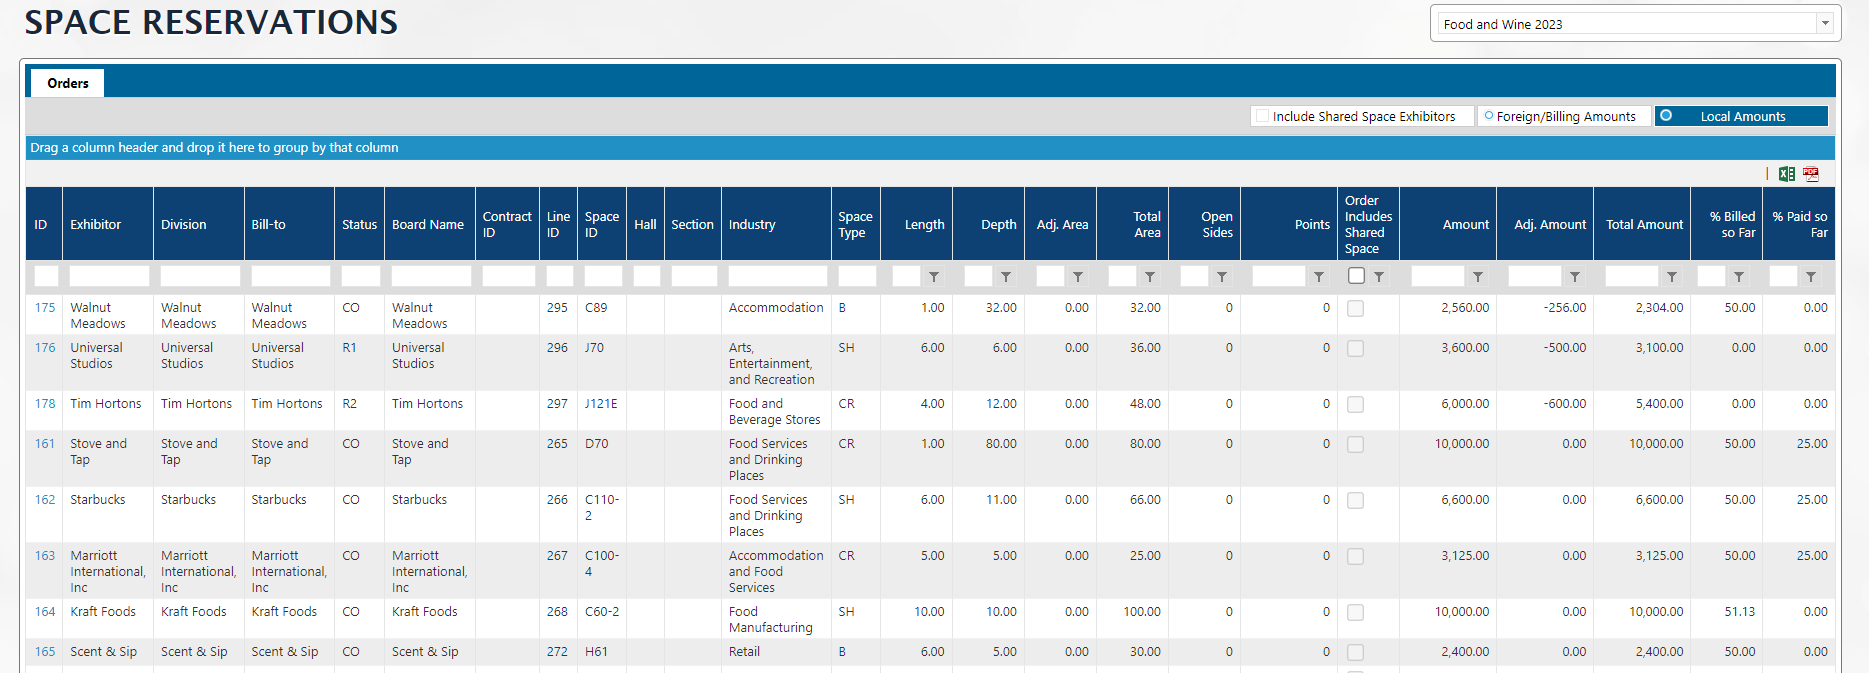 SPACE RESERVATIONS
Food and Wine 2023
Orders
Include Shared Space Exhibitors Foreign/Billing Amounts Local Amounts
Drag a column header and drop it here to group by that column
ID Exhibitor Division Bill-to Status Board Name Contract ID Line ID Space ID Hall Section Industry Space Type Length Depth Adj. Area Total Area Open Sides Points Order Includes Shared Space Amount Adj. Amount Total Amount % Billed so Far % Paid so Far
175 Walnut Meadows Walnut Meadows Walnut Meadows CO Walnut Meadows 295 C89 Accommodation B 1.00 32.00 0.00 32.00 0 0 2,560.00 -256.00 2,304.00 50.00 0.00
176 Universal Studios Universal Studios Universal Studios R1 Universal Studios 296 J70 Arts, Entertainment, and Recreation SH 6.00 6.00 0.00 36.00 0 0 3,600.00 -500.00 3,100.00 0.00 0.00
178 Tim Hortons Tim Hortons Tim Hortons R2 Tim Hortons 297 J121E Food and Beverage Stores CR 4.00 12.00 0.00 48.00 0 0 6,000.00 -600.00 5,400.00 0.00 0.00
161 Stove and Tap Stove and Tap Stove and Tap CO Stove and Tap 265 D70 Food Services and Drinking Places CR 1.00 80.00 0.00 80.00 0 0 10,000.00 0.00 10,000.00 50.00 25.00
162 Starbucks Starbucks Starbucks CO Starbucks 266 C110-2 Food Services and Drinking Places SH 6.00 11.00 0.00 66.00 0 0 6,600.00 0.00 6,600.00 50.00 25.00
163 Marriott International, Inc Marriott International, Inc Marriott International, Inc CO Marriott International, Inc 267 C100-4 Accommodation and Food Services CR 5.00 5.00 0.00 25.00 0 0 3,125.00 0.00 3,125.00 50.00 25.00
164 Kraft Foods Kraft Foods Kraft Foods CO Kraft Foods 268 C60-2 Food Manufacturing SH 10.00 10.00 0.00 100.00 0 0 10,000.00 0.00 10,000.00 51.13 0.00
165 Scent & Sip Scent & Sip Scent & Sip CO Scent & Sip 272 H61 Retail B 6.00 5.00 0.00 30.00 0 0 2,400.00 0.00 2,400.00 50.00 0.00